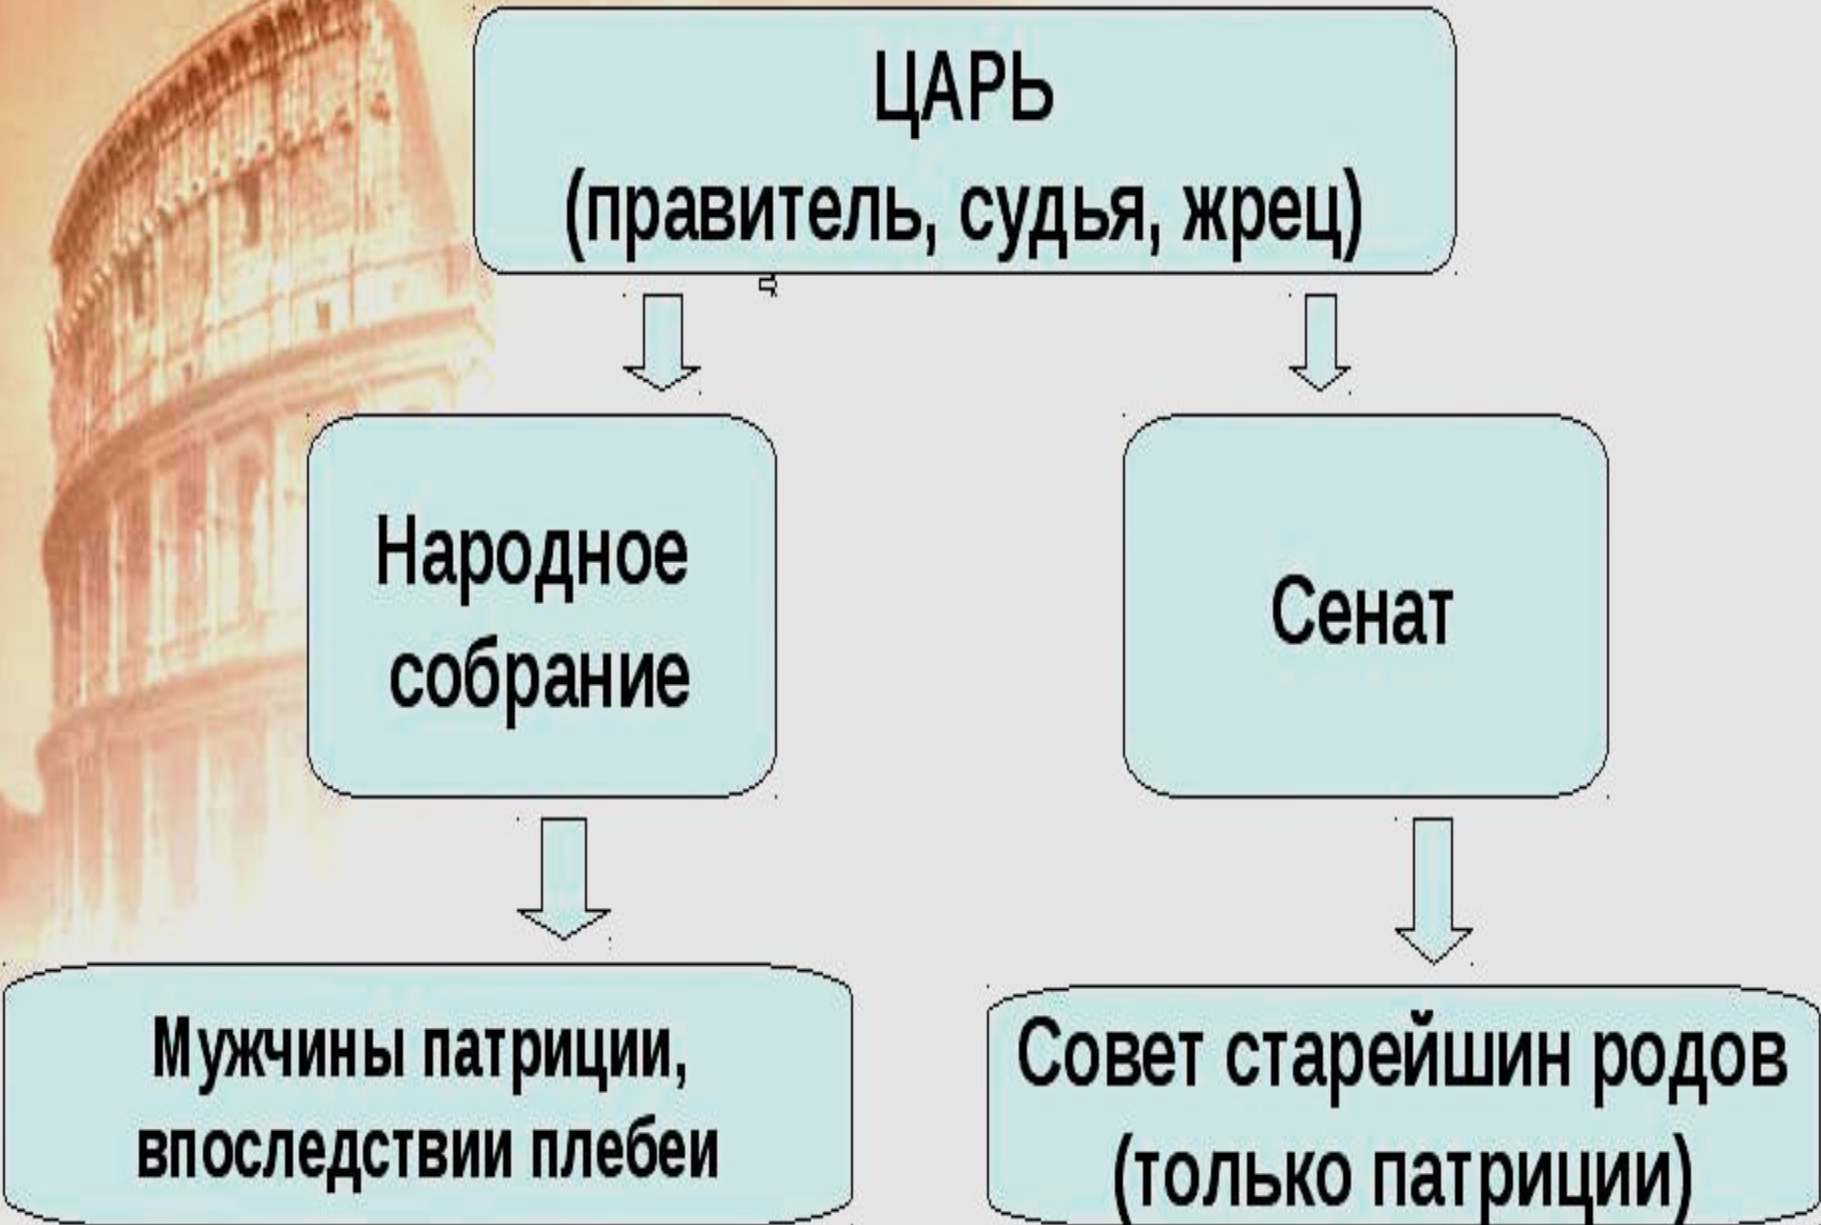 ЦАРЬ
(правитель, судья, жрец)
Народное
собрание
Сенат
Мужчины патриции,
впоследствии плебеи
Совет старейшин родов
(только патриции)